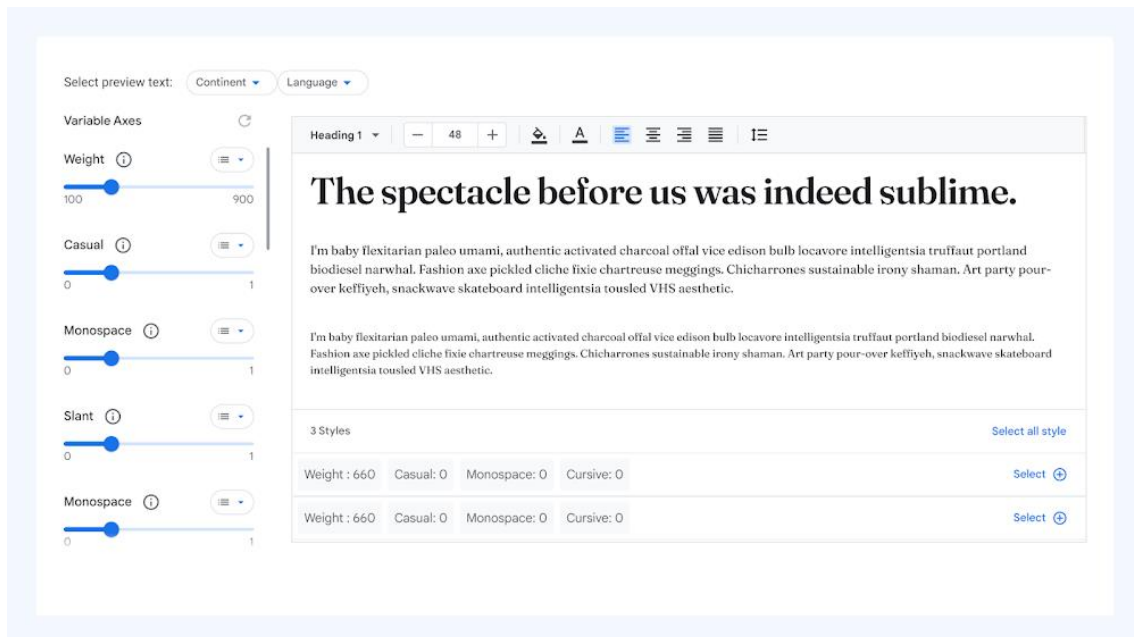 Select preview text: Continent Language
Variable Axes
Weight
100 900
Casual
0 1
Monospace
0 1
Slant
0 1
Monospace
0 1
Heading 1 48 A
The spectacle before us was indeed sublime.
I'm baby flexitarian paleo umami, authentic activated charcoal offal vice edison bulb locavore intelligentsia truffaut portland
biodiesel narwhal. Fashion axe pickled cliche fixie chartreuse meggings. Chicharrones sustainable irony shaman. Art party pour-
over keffiyeh, snackwave skateboard intelligentsia tousled VHS aesthetic.
I'm baby flexitarian paleo umami, authentic activated charcoal offal vice edison bulb locavore intelligentsia truffaut portland biodiesel narwhal.
Fashion axe pickled cliche fixie chartreuse meggings. Chicharrones sustainable irony shaman. Art party pour-over keffiyeh, snackwave skateboard
intelligentsia tousled VHS aesthetic.
3 Styles Select all style
Weight : 660 Casual: 0 Monospace: 0 Cursive: 0 Select
Weight : 660 Casual: 0 Monospace: 0 Cursive: 0 Select